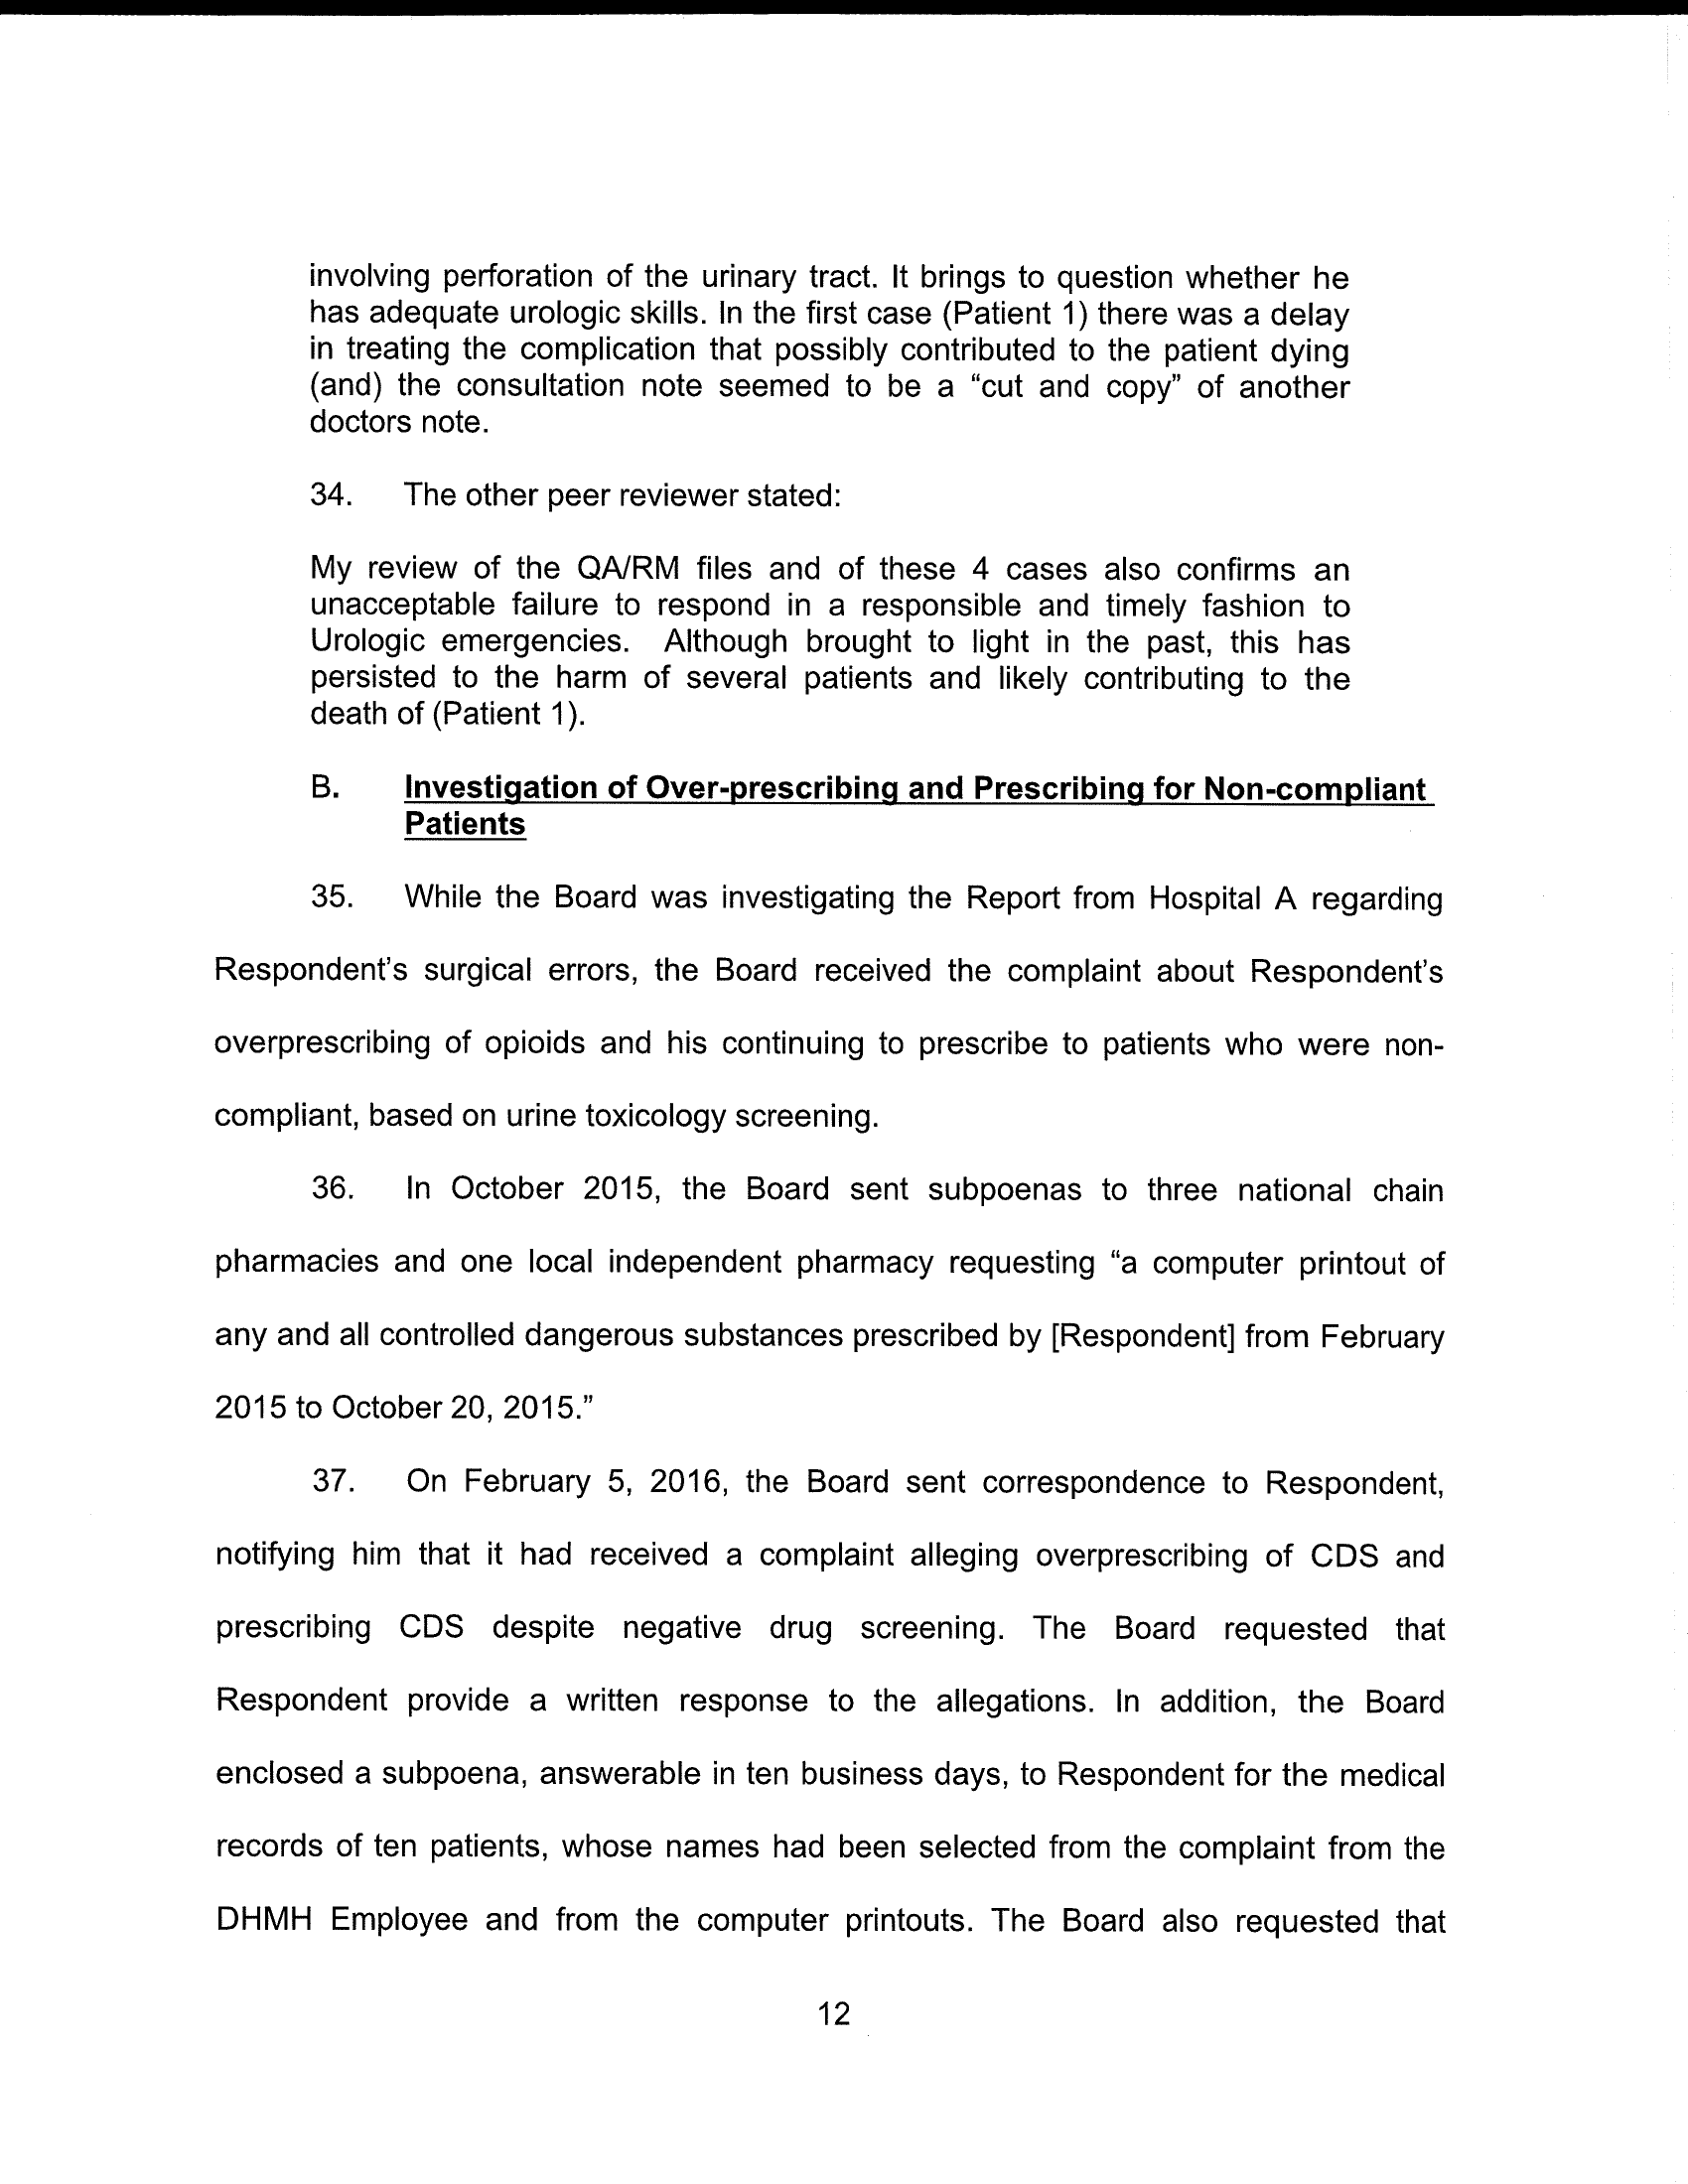 involving perforation of the urinary tract. It brings to question whether he
has adequate urologic skills. In the first case (Patient 1) there was a delay
in treating the complication that possibly contributed to the patient dying
(and) the consultation note seemed to be a “cut and copy” of another
doctors note.
34. The other peer reviewer stated:
My review of the QA/RM files and of these 4 cases also confirms an
unacceptable failure to respond in a responsible and timely fashion to
Urologic emergencies. Although brought to light in the past, this has
persisted to the harm of several patients and likely contributing to the
death of (Patient 1).
B. Investigation of Over-prescribing and Prescribing for Non-compliant
Patients
35. While the Board was investigating the Report from Hospital A regarding
Respondent’s surgical errors, the Board received the complaint about Respondent’s
overprescribing of opioids and his continuing to prescribe to patients who were non-
compliant, based on urine toxicology screening.
36. In October 2015, the Board sent subpoenas to three national chain
pharmacies and one local independent pharmacy requesting “a computer printout of
any and all controlled dangerous substances prescribed by [Respondent] from February
2015 to October 20, 2015.”
37. On February 5, 2016, the Board sent correspondence to Respondent,
notifying him that it had received a complaint alleging overprescribing of CDS and
prescribing CDS despite negative drug screening. The Board requested that
Respondent provide a written response to the allegations. In addition, the Board
enclosed a subpoena, answerable in ten business days, to Respondent for the medical
records of ten patients, whose names had been selected from the complaint from the
DHMH Employee and from the computer printouts. The Board also requested that
12